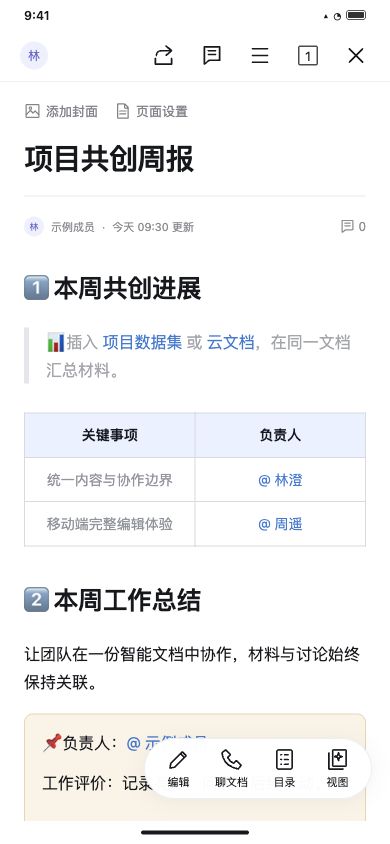 9:41
林
1
添加封面 页面设置
项目共创周报
林 示例成员 · 今天 09:30 更新 0
1 本周共创进展
插入 项目数据集 或 云文档，在同一文档
汇总材料。
关键事项 负责人
统一内容与协作边界 @ 林澄
移动端完整编辑体验 @ 周遥
2 本周工作总结
让团队在一份智能文档中协作，材料与讨论始终
保持关联。
负责人：@ 示例成员
工作评价：记录
编辑 聊文档 目录 视图